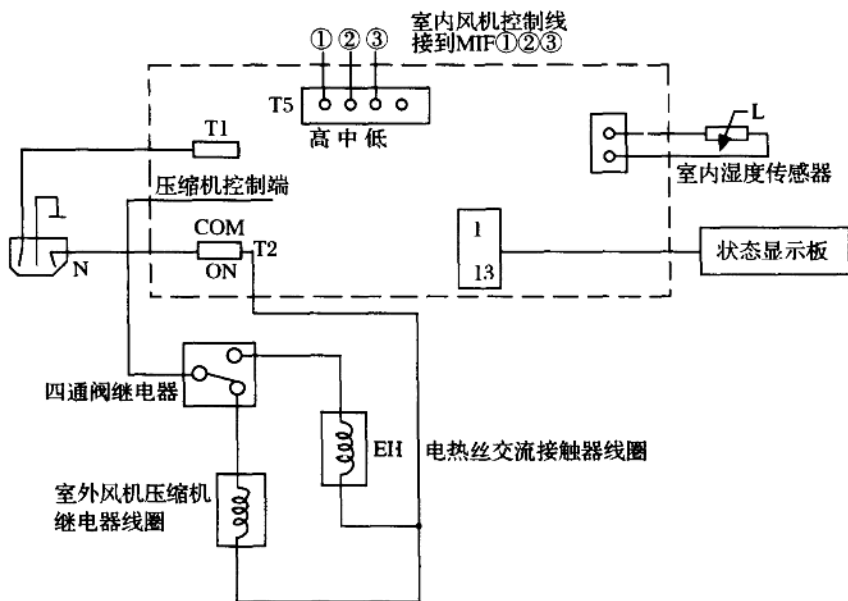 室内风机控制线
接到MIF①②③
① ② ③
T5
高 中 低
T1
L
室内湿度传感器
压缩机控制端
COM
T2
ON
N
1
13
状态显示板
四通阀继电器
EH
电热丝交流接触器线圈
室外风机压缩机
继电器线圈